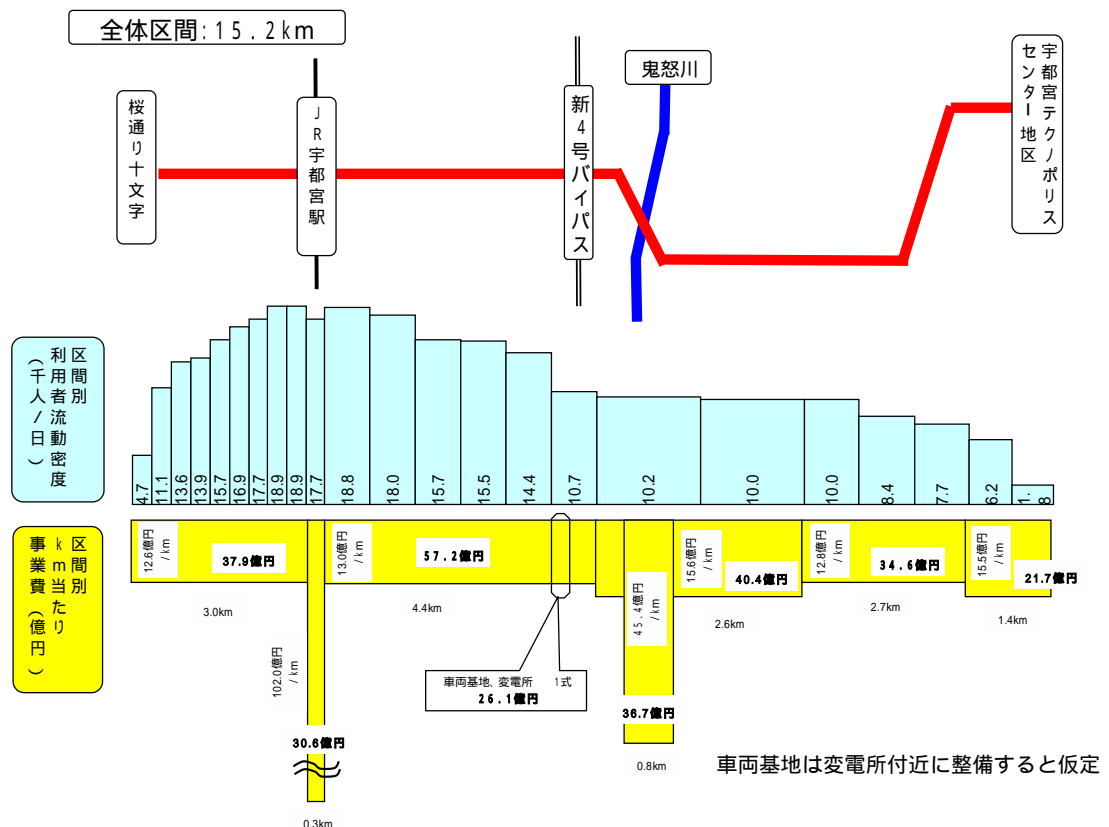 全体区間:15.2km
桜通り十文字
JR宇都宮駅
新4号バイパス
鬼怒川
宇都宮テクノポリス
センター地区
区間別
利用者流動密度
(千人/日)
4.7
11.1
13.6
13.9
15.7
16.9
17.7
18.9
18.9
17.7
18.8
18.0
15.7
15.5
14.4
10.7
10.2
10.0
10.0
8.4
7.7
6.2
1.
8
区間別
km当たり
事業費(億円)
12.6億円
/km
37.9億円
3.0km
102.0億円
/km
30.6億円
0.3km
13.0億円
/km
57.2億円
4.4km
車両基地、変電所 1式
26.1億円
45.4億円
/km
36.7億円
0.8km
15.6億円
/km
40.4億円
2.6km
12.8億円
/km
34.6億円
2.7km
15.5億円
/km
21.7億円
1.4km
車両基地は変電所付近に整備すると仮定